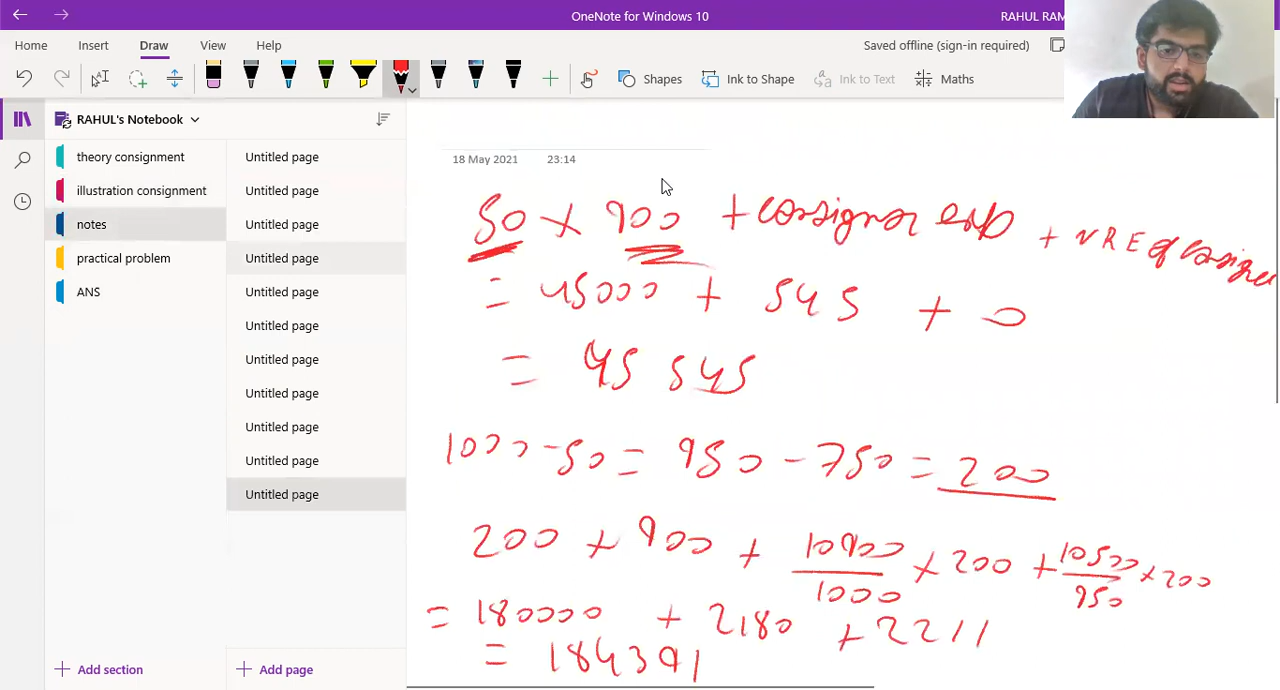 OneNote for Windows 10
RAHUL RAM
Home Insert Draw View Help
Saved offline (sign-in required)
Shapes Ink to Shape Ink to Text Maths
RAHUL's Notebook
theory consignment
illustration consignment
notes
practical problem
ANS
Add section
Untitled page
Untitled page
Untitled page
Untitled page
Untitled page
Untitled page
Untitled page
Untitled page
Untitled page
Untitled page
Untitled page
Add page
18 May 2021 23:14
50 × 900 + consignor exp + NRE of consignee
= 45000 + 545 + 0
= 45 545
1000 - 50 = 950 - 750 = 200
200 × 900 + 10900/1000 × 200 + 10500/950 × 200
= 180000 + 2180 + 2211
= 184391